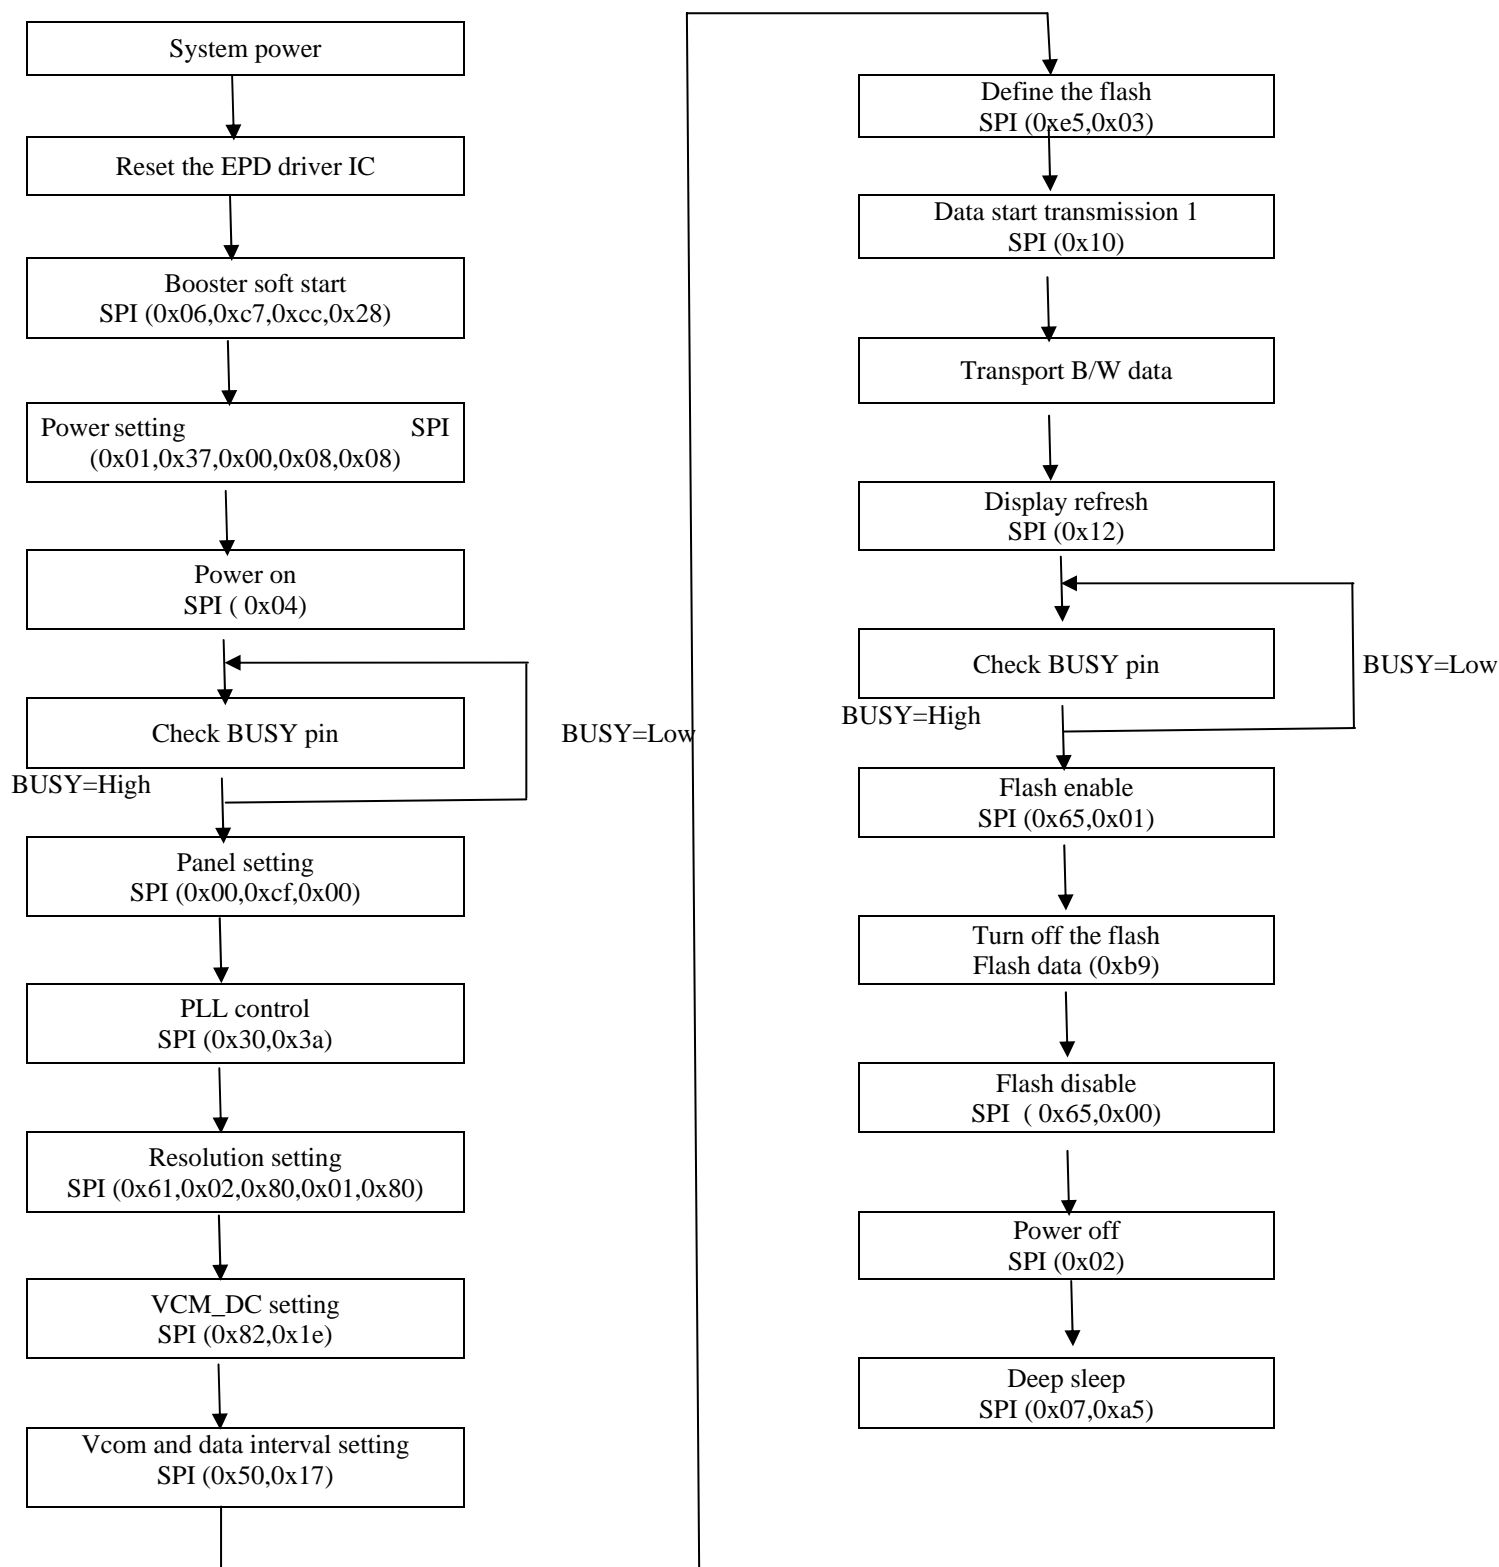 System power
Reset the EPD driver IC
Booster soft start
SPI (0x06,0xc7,0xcc,0x28)
Power setting SPI
(0x01,0x37,0x00,0x08,0x08)
Power on
SPI ( 0x04)
Check BUSY pin
BUSY=Low
BUSY=High
Panel setting
SPI (0x00,0xcf,0x00)
PLL control
SPI (0x30,0x3a)
Resolution setting
SPI (0x61,0x02,0x80,0x01,0x80)
VCM_DC setting
SPI (0x82,0x1e)
Vcom and data interval setting
SPI (0x50,0x17)
Define the flash
SPI (0xe5,0x03)
Data start transmission 1
SPI (0x10)
Transport B/W data
Display refresh
SPI (0x12)
Check BUSY pin
BUSY=Low
BUSY=High
Flash enable
SPI (0x65,0x01)
Turn off the flash
Flash data (0xb9)
Flash disable
SPI ( 0x65,0x00)
Power off
SPI (0x02)
Deep sleep
SPI (0x07,0xa5)